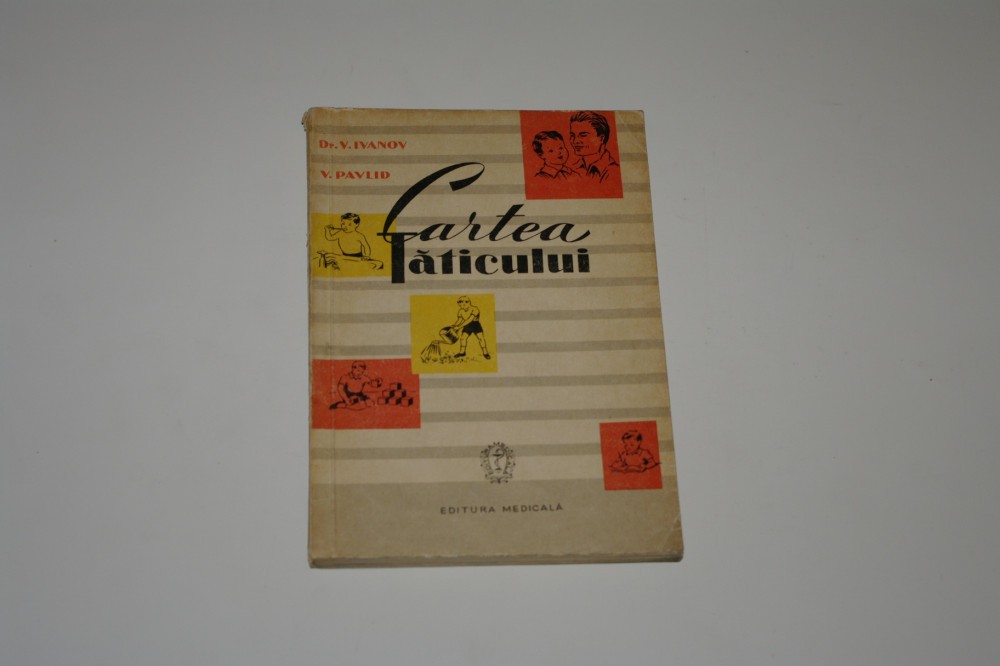 Dr. V. IVANOV
V. PAVLID
Cartea
Tăticului
EDITURA MEDICALĂ